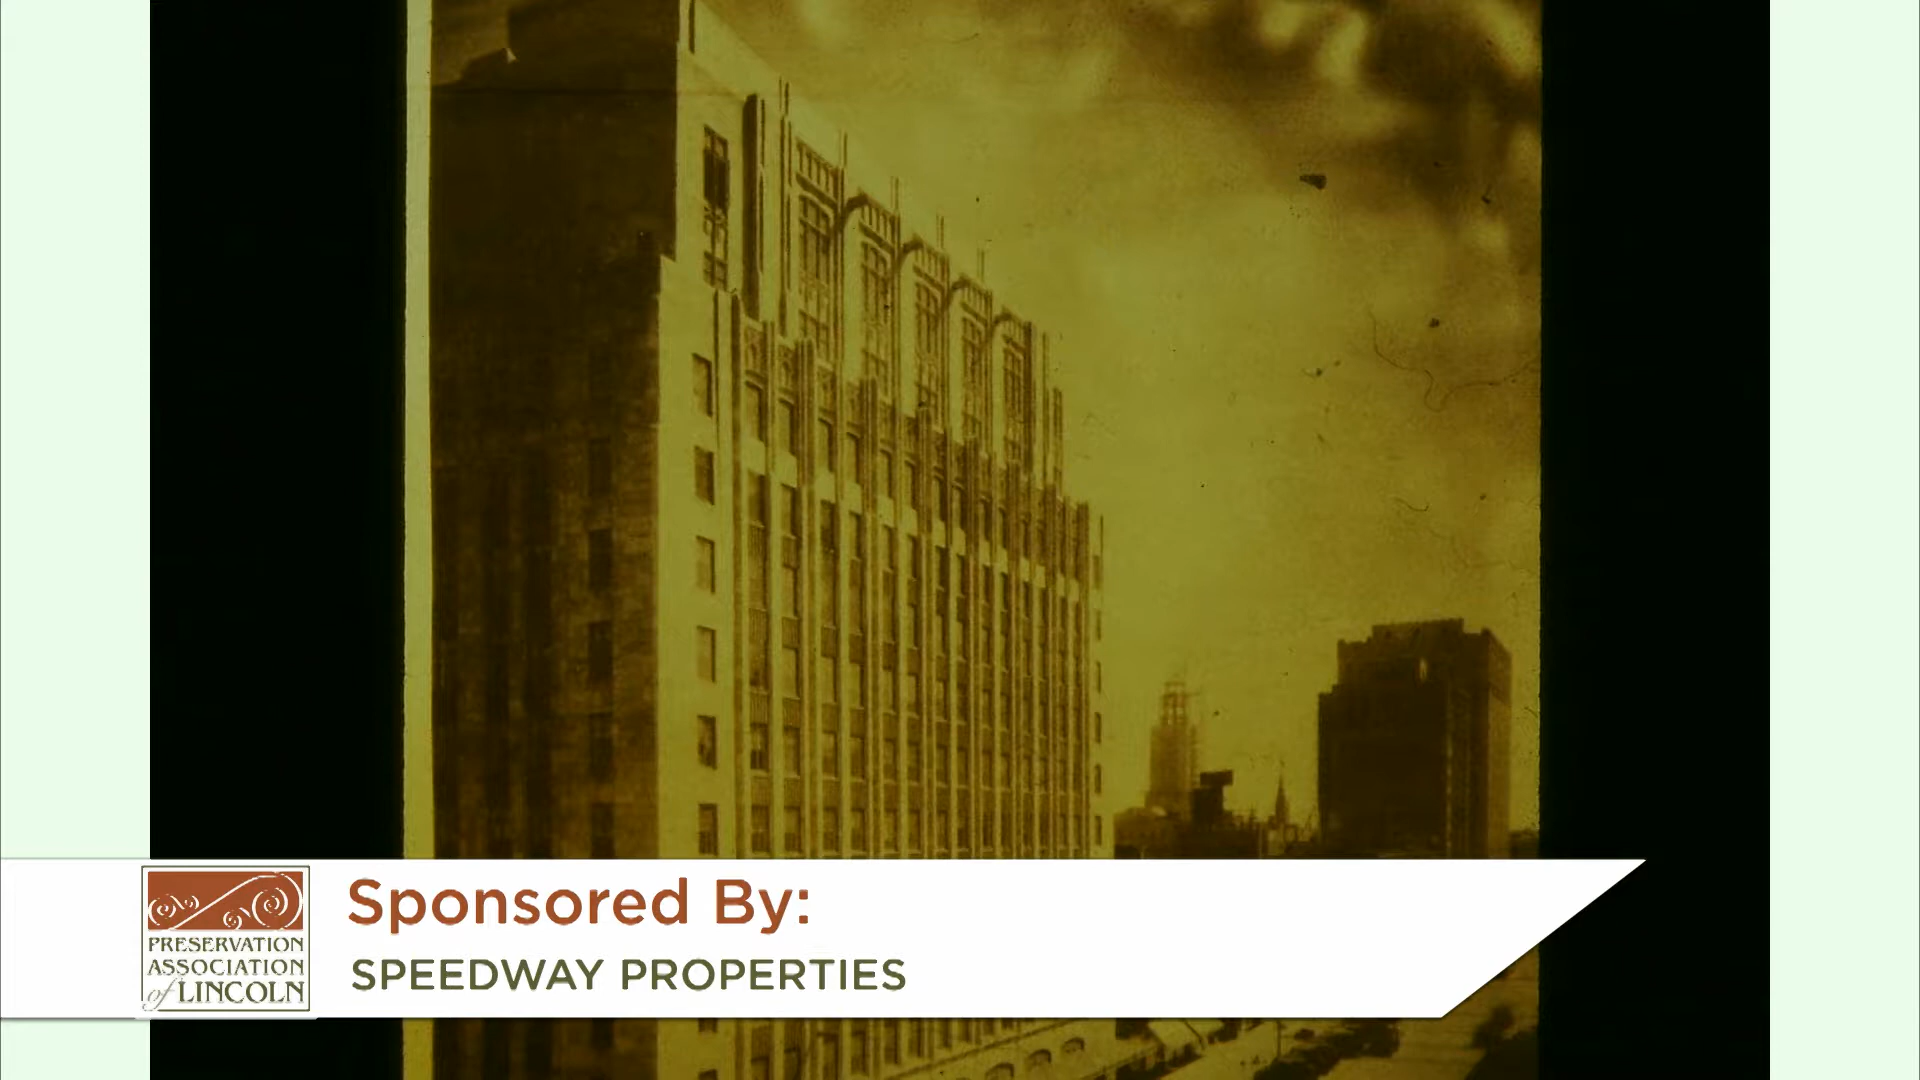 Sponsored By:
SPEEDWAY PROPERTIES
PRESERVATION
ASSOCIATION
of LINCOLN